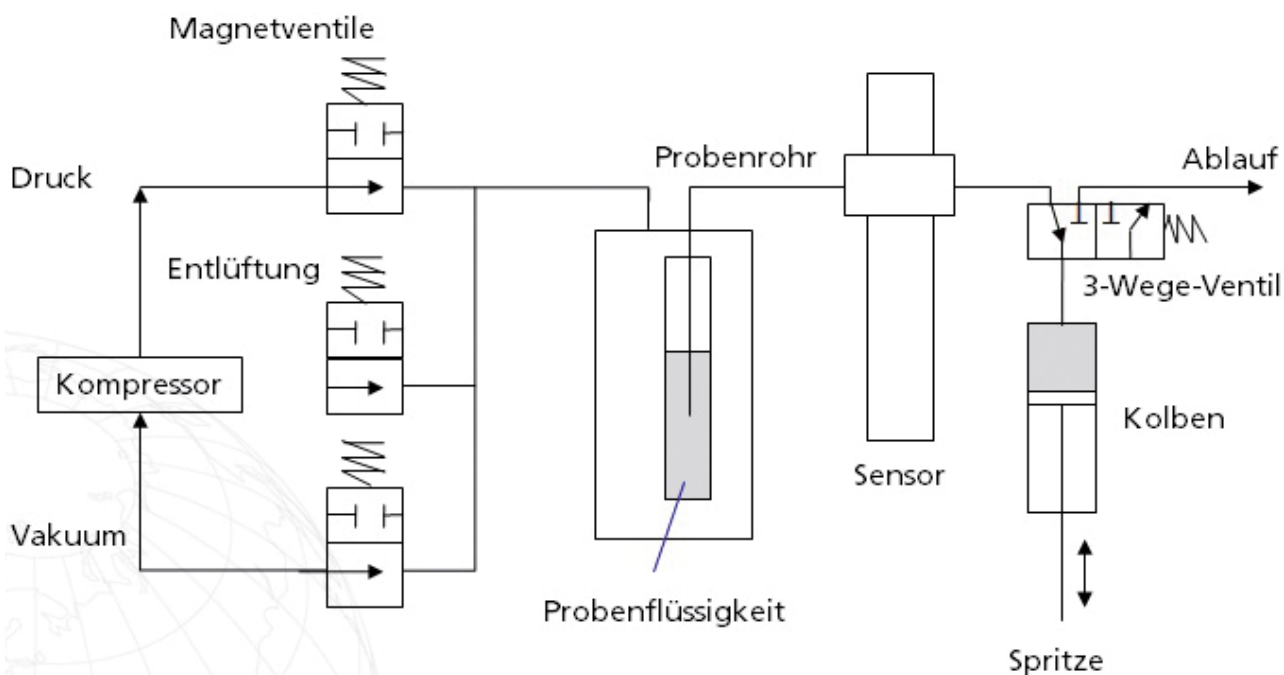 Magnetventile
Druck
Probenrohr
Ablauf
Entlüftung
3-Wege-Ventil
Kompressor
Kolben
Sensor
Vakuum
Probenflüssigkeit
Spritze